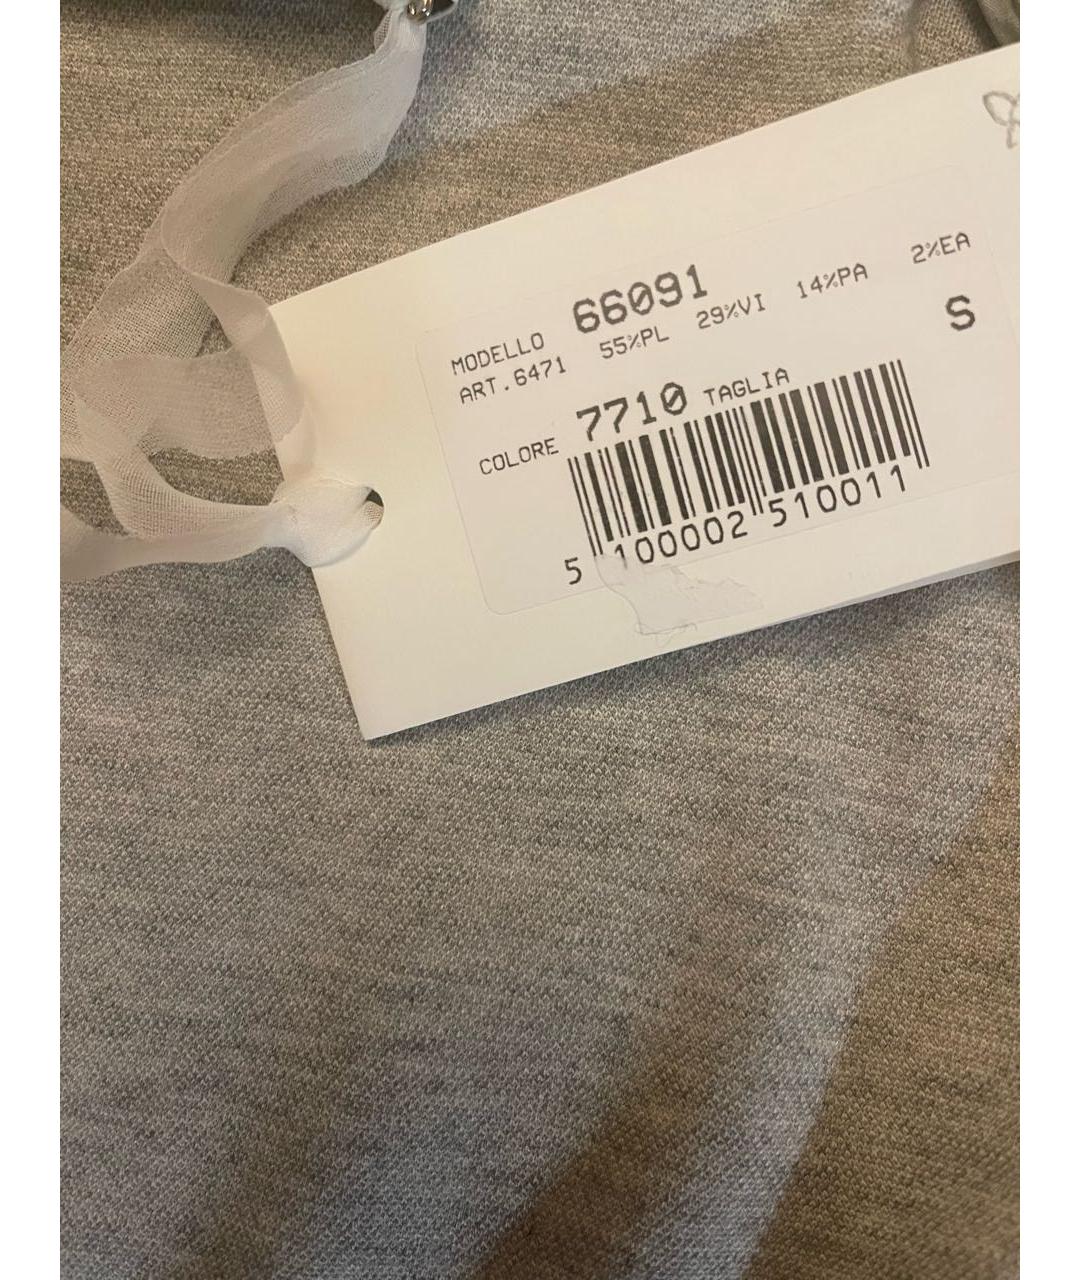 MODELLO 66091
ART.6471 55%PL 29%VI 14%PA 2%EA
COLORE 7710 TAGLIA S
5 100002 510011